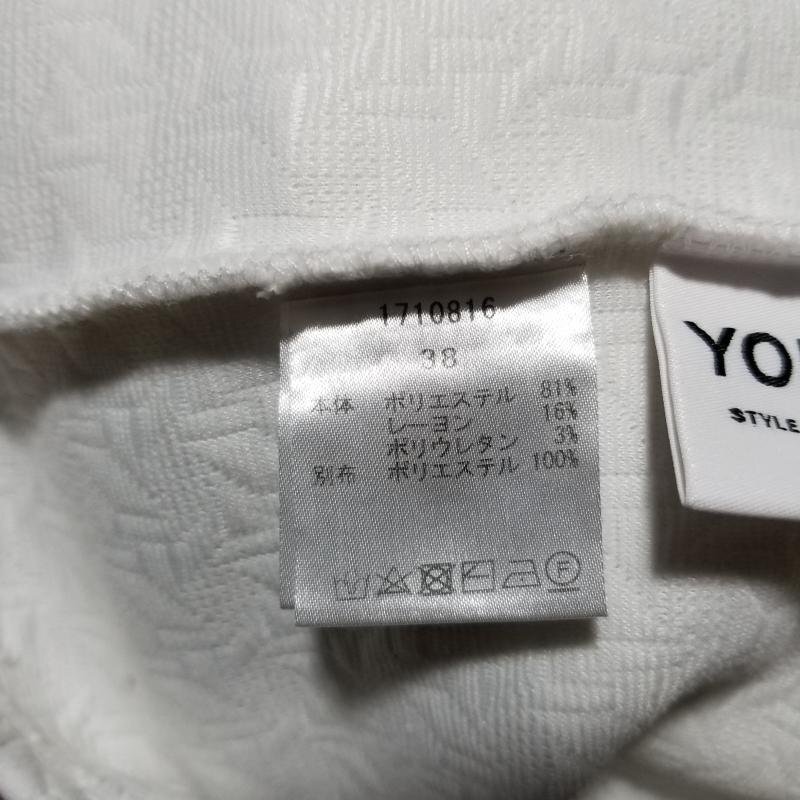 1710816
38
本体 ポリエステル 81%
レーヨン 16%
ポリウレタン 3%
別布 ポリエステル 100%
F
YO
STYLE